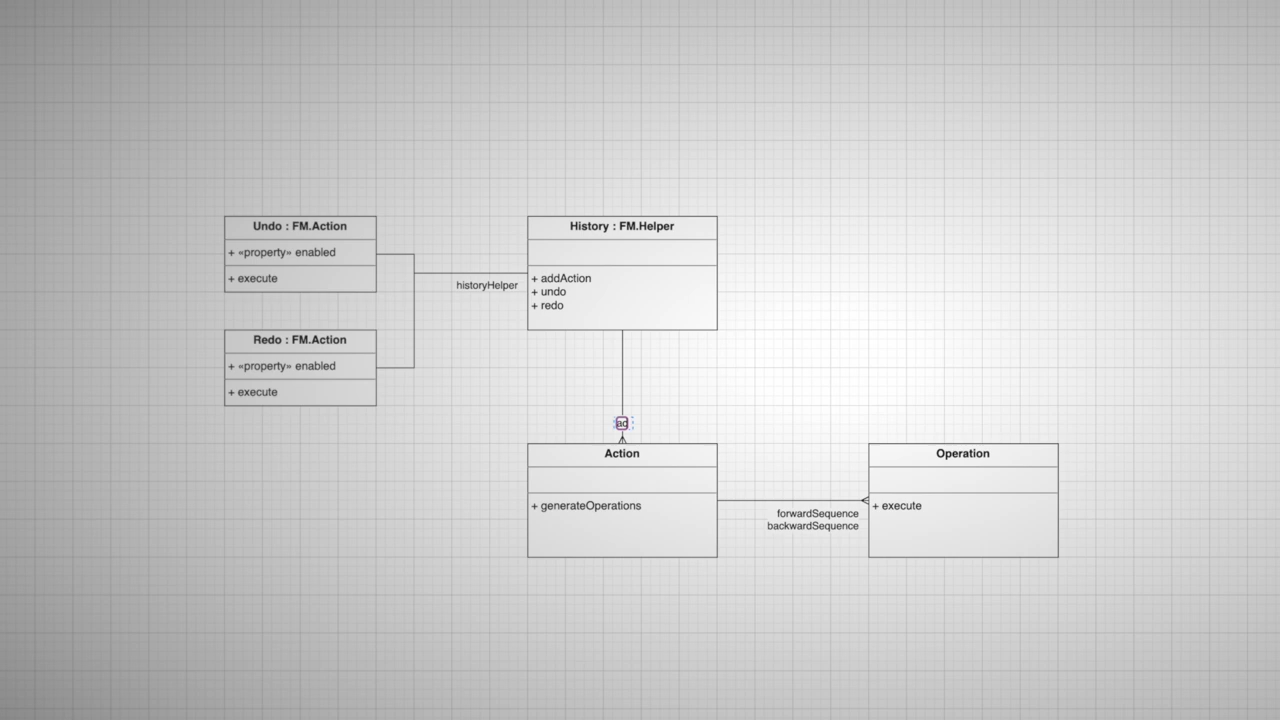 Undo : FM.Action
+ «property» enabled
+ execute
History : FM.Helper
+ addAction
+ undo
+ redo
historyHelper
Redo : FM.Action
+ «property» enabled
+ execute
ac
Action
+ generateOperations
forwardSequence
backwardSequence
Operation
+ execute